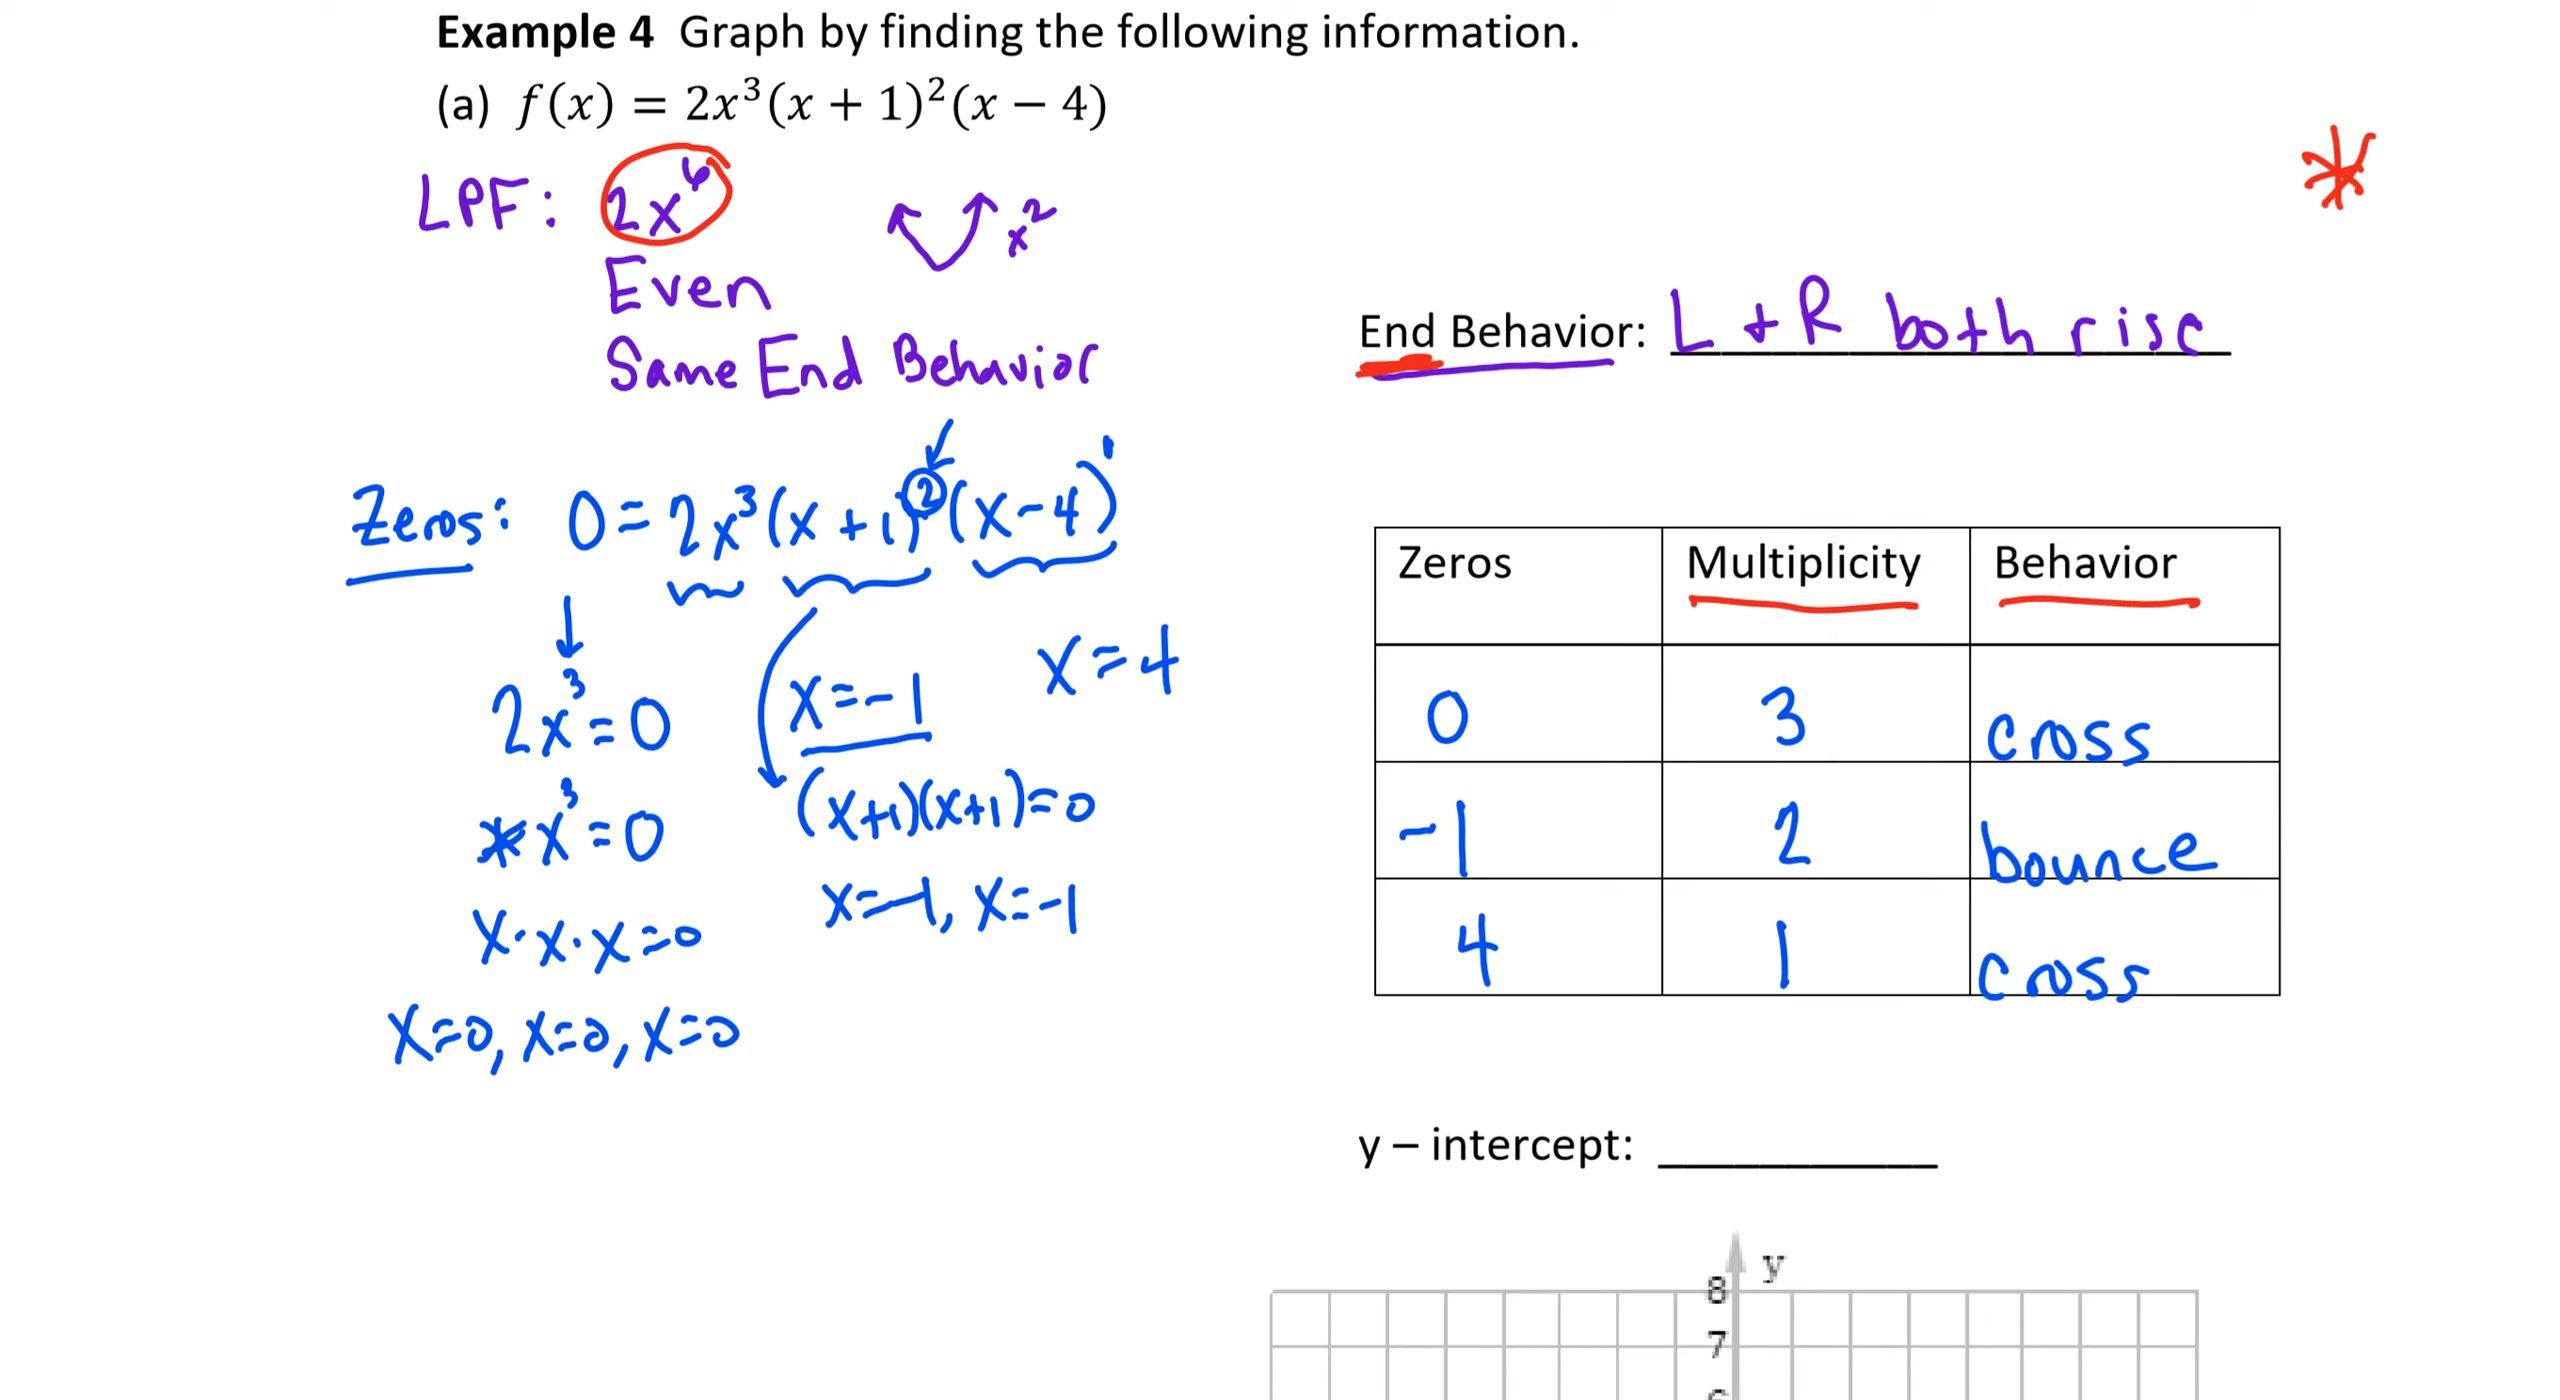 Example 4 Graph by finding the following information.
(a) f(x) = 2x³(x + 1)²(x − 4)
LPF: 2x⁶
x²
Even
Same End Behavior
End Behavior: L + R both rise
Zeros: 0 = 2x³(x + 1)²(x − 4)¹
2x³ = 0
x³ = 0
x·x·x = 0
x=0, x=0, x=0
x = −1
(x+1)(x+1)=0
x=−1, x=−1
x = 4
Zeros Multiplicity Behavior
0 3 cross
−1 2 bounce
4 1 cross
y – intercept: ___________
y
8
7